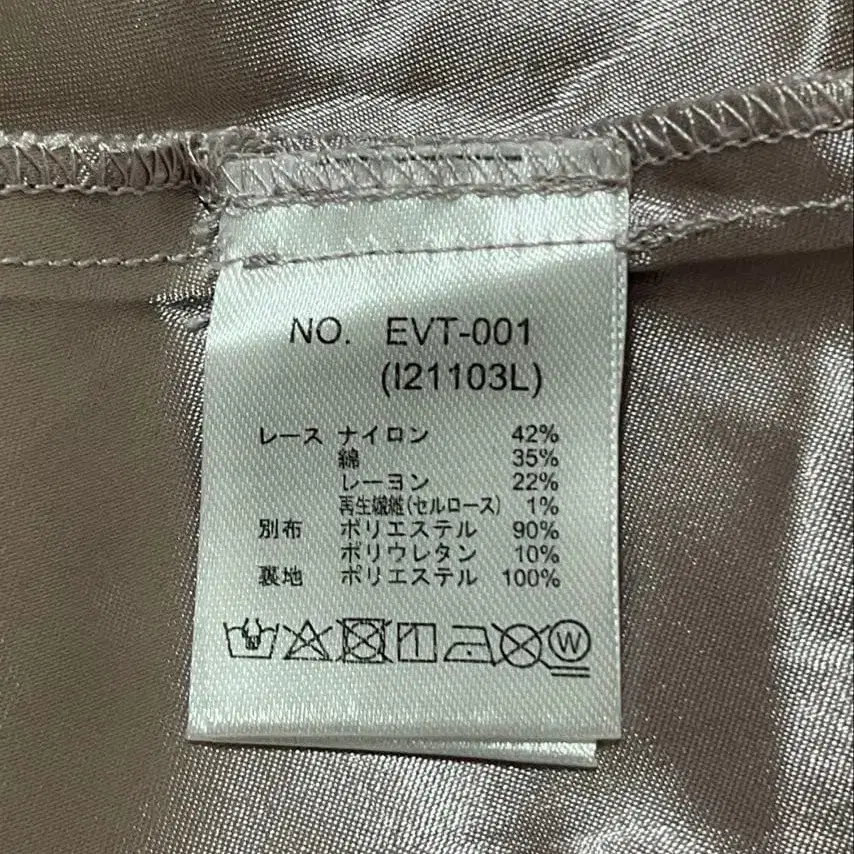 NO. EVT-001
(I21103L)
レース ナイロン 42%
綿 35%
レーヨン 22%
再生繊維(セルロース) 1%
別布 ポリエステル 90%
ポリウレタン 10%
裏地 ポリエステル 100%
W